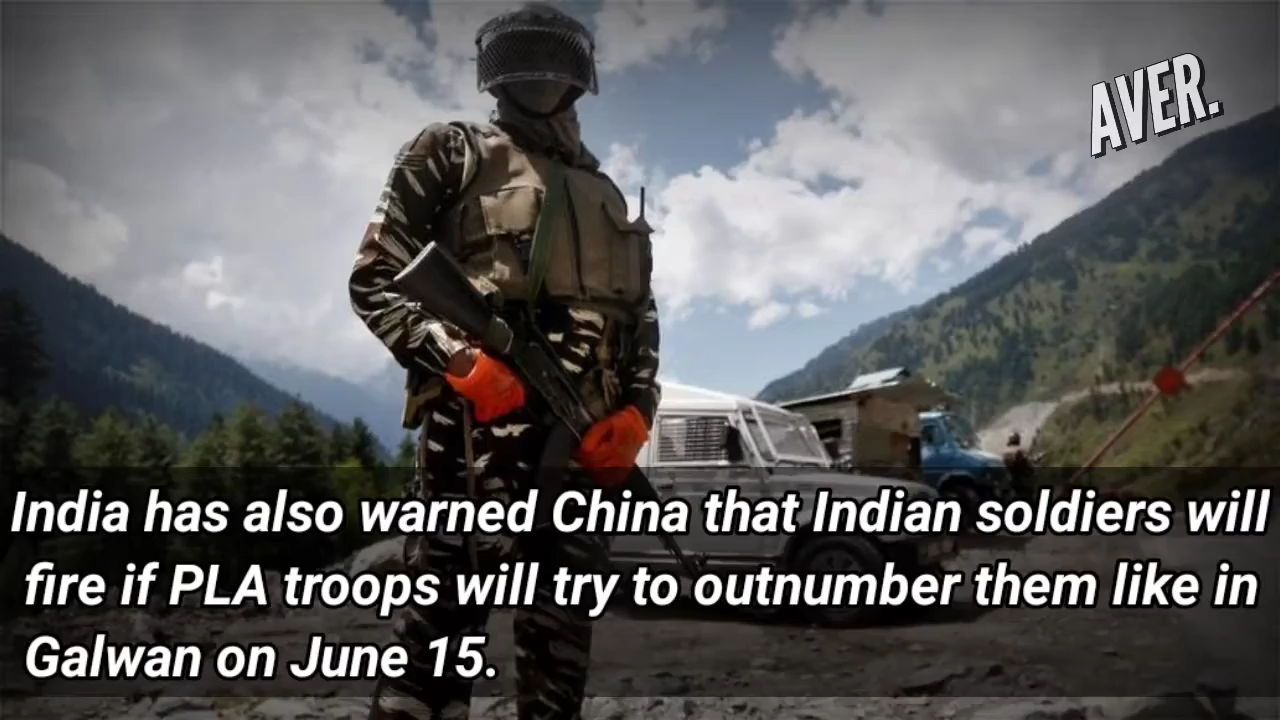 AVER.
India has also warned China that Indian soldiers will
fire if PLA troops will try to outnumber them like in
Galwan on June 15.